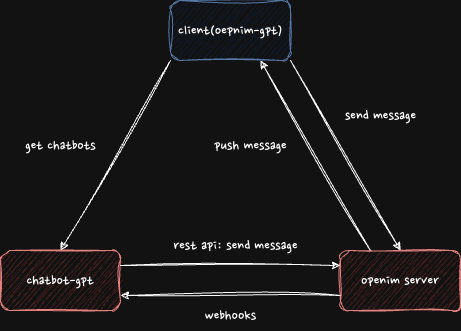 client(oepnim-gpt)
send message
get chatbots
push message
rest api: send message
chatbot-gpt
openim server
webhooks